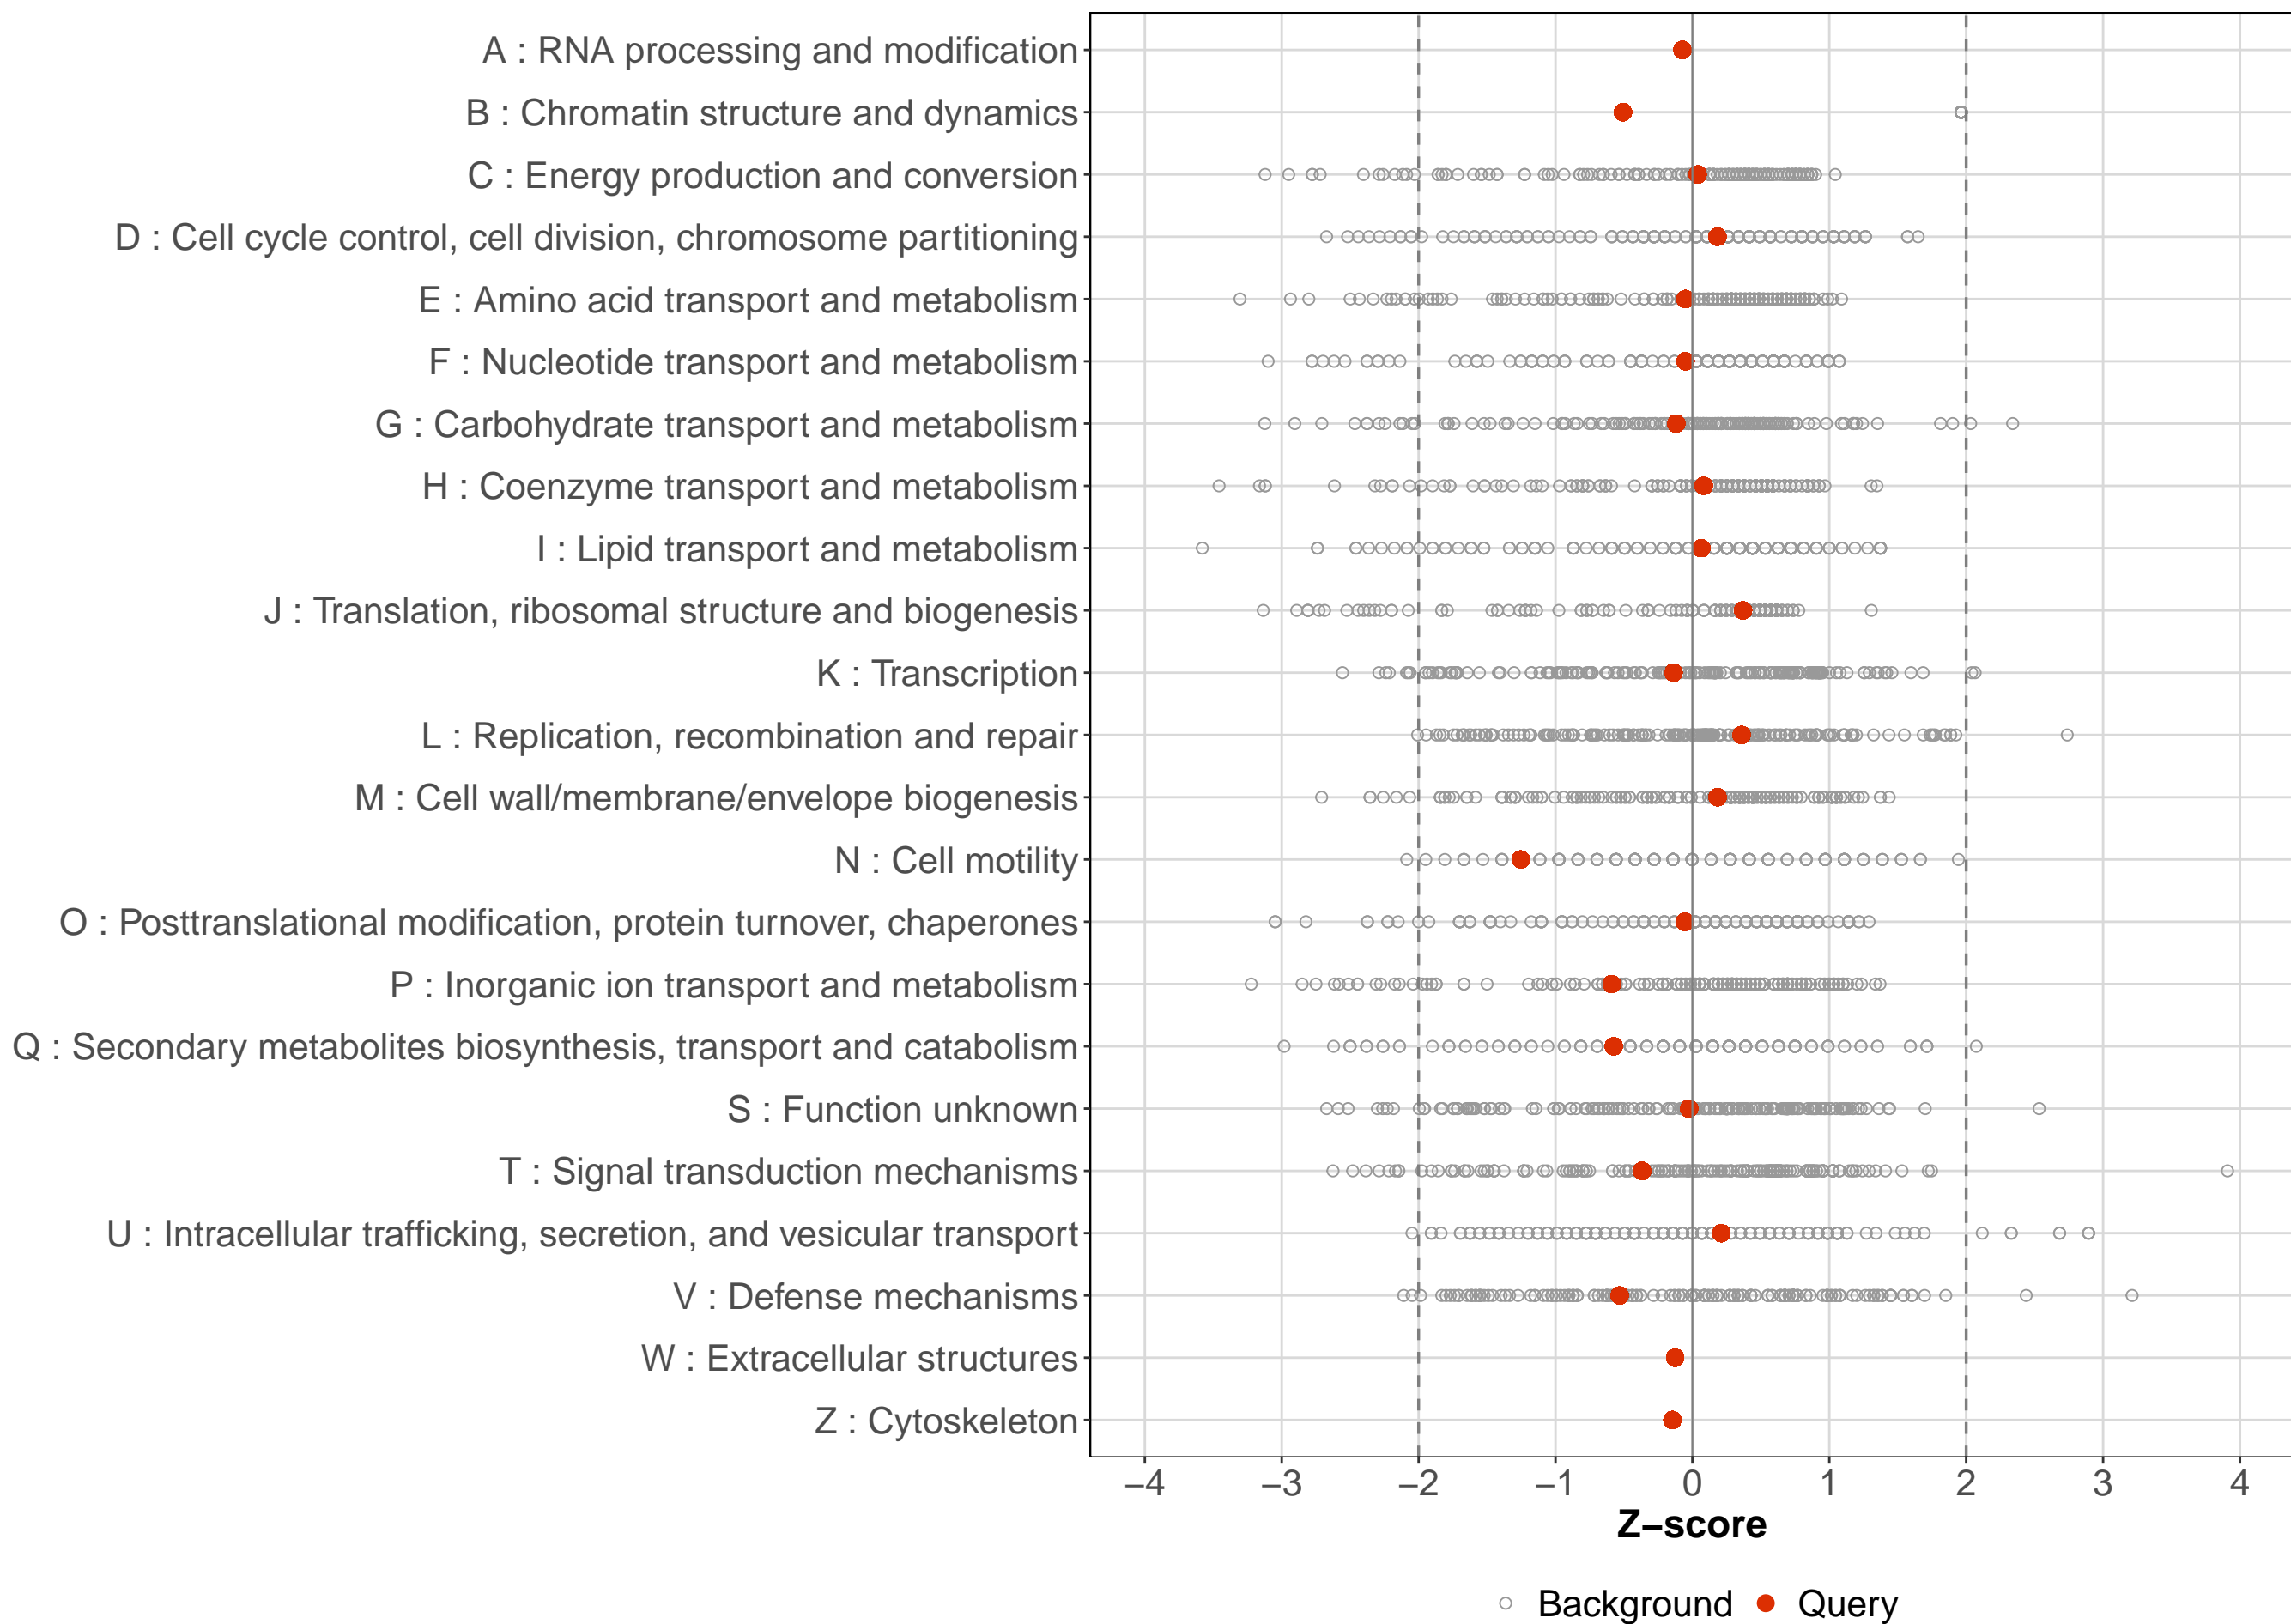 A : RNA processing and modification
B : Chromatin structure and dynamics
C : Energy production and conversion
D : Cell cycle control, cell division, chromosome partitioning
E : Amino acid transport and metabolism
F : Nucleotide transport and metabolism
G : Carbohydrate transport and metabolism
H : Coenzyme transport and metabolism
I : Lipid transport and metabolism
J : Translation, ribosomal structure and biogenesis
K : Transcription
L : Replication, recombination and repair
M : Cell wall/membrane/envelope biogenesis
N : Cell motility
O : Posttranslational modification, protein turnover, chaperones
P : Inorganic ion transport and metabolism
Q : Secondary metabolites biosynthesis, transport and catabolism
S : Function unknown
T : Signal transduction mechanisms
U : Intracellular trafficking, secretion, and vesicular transport
V : Defense mechanisms
W : Extracellular structures
Z : Cytoskeleton
−4 −3 −2 −1 0 1 2 3 4
Z−score
Background Query